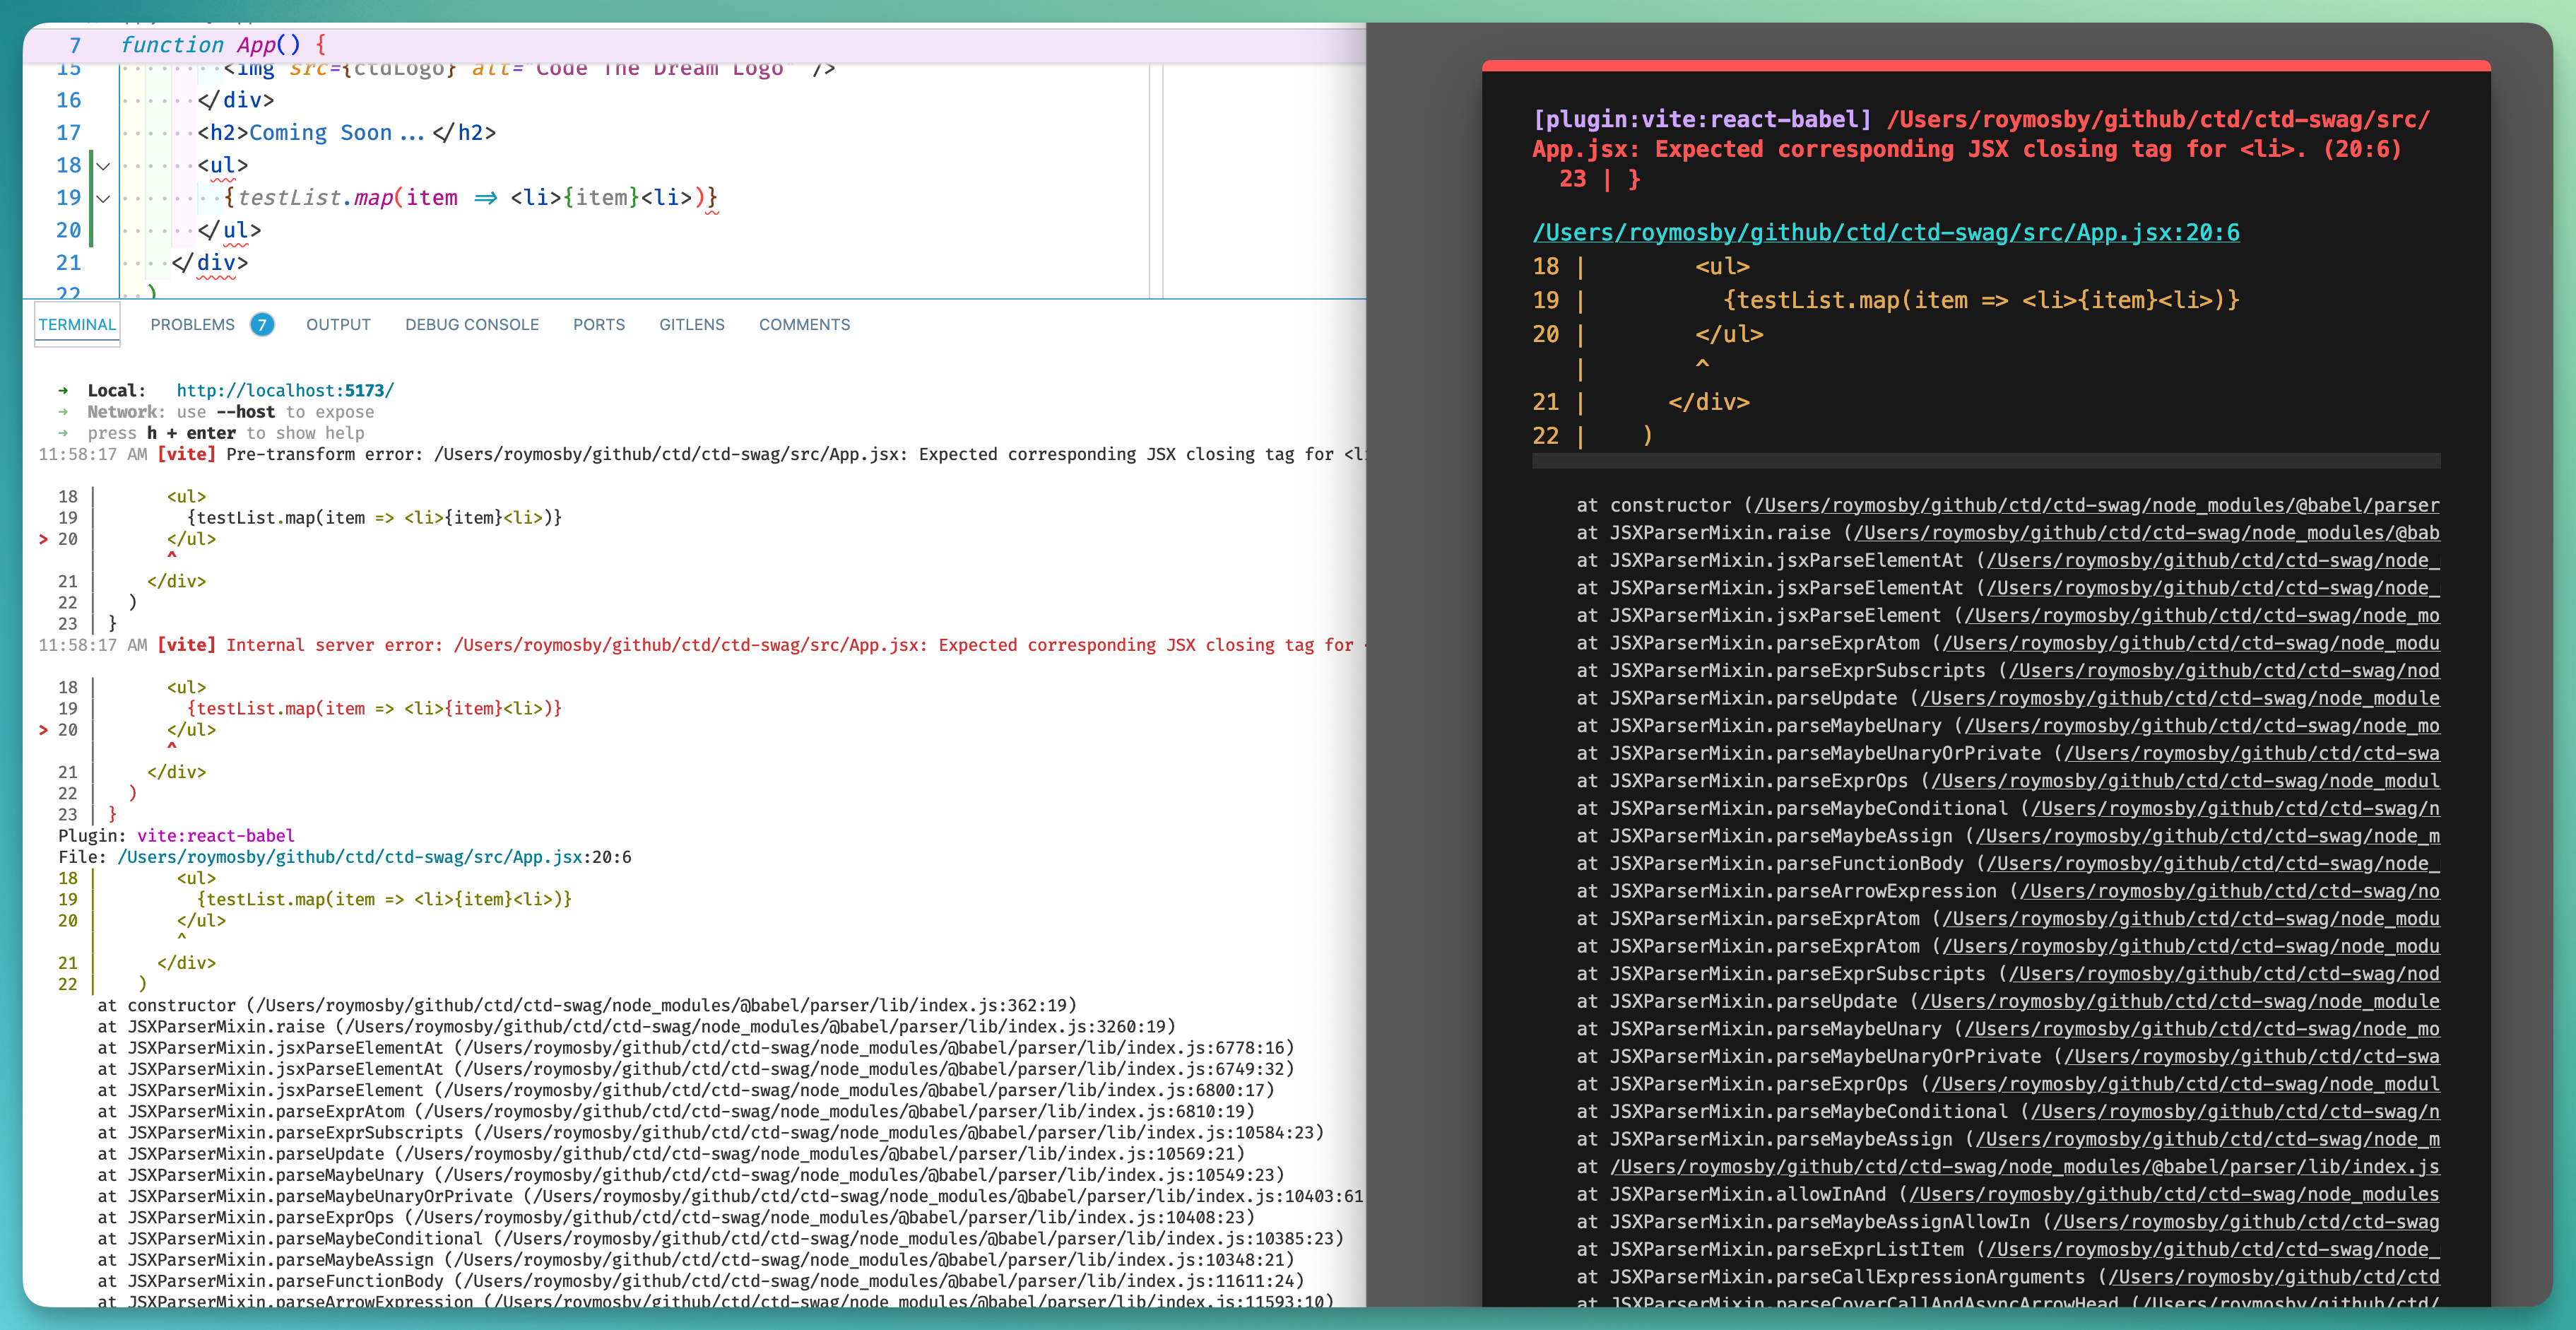 7 function App() {
15 <img src={ctdLogo} alt="Code The Dream Logo" />
16 </div>
17 <h2>Coming Soon...</h2>
18 <ul>
19 {testList.map(item => <li>{item}<li>)}
20 </ul>
21 </div>
22 )
TERMINAL PROBLEMS 7 OUTPUT DEBUG CONSOLE PORTS GITLENS COMMENTS
➜ Local: http://localhost:5173/
➜ Network: use --host to expose
➜ press h + enter to show help
11:58:17 AM [vite] Pre-transform error: /Users/roymosby/github/ctd/ctd-swag/src/App.jsx: Expected corresponding JSX closing tag for <l
18 | <ul>
19 | {testList.map(item => <li>{item}<li>)}
> 20 | </ul>
| ^
21 | </div>
22 | )
23 | }
11:58:17 AM [vite] Internal server error: /Users/roymosby/github/ctd/ctd-swag/src/App.jsx: Expected corresponding JSX closing tag for
18 | <ul>
19 | {testList.map(item => <li>{item}<li>)}
> 20 | </ul>
| ^
21 | </div>
22 | )
23 | }
Plugin: vite:react-babel
File: /Users/roymosby/github/ctd/ctd-swag/src/App.jsx:20:6
18 | <ul>
19 | {testList.map(item => <li>{item}<li>)}
20 | </ul>
| ^
21 | </div>
22 | )
at constructor (/Users/roymosby/github/ctd/ctd-swag/node_modules/@babel/parser/lib/index.js:362:19)
at JSXParserMixin.raise (/Users/roymosby/github/ctd/ctd-swag/node_modules/@babel/parser/lib/index.js:3260:19)
at JSXParserMixin.jsxParseElementAt (/Users/roymosby/github/ctd/ctd-swag/node_modules/@babel/parser/lib/index.js:6778:16)
at JSXParserMixin.jsxParseElementAt (/Users/roymosby/github/ctd/ctd-swag/node_modules/@babel/parser/lib/index.js:6749:32)
at JSXParserMixin.jsxParseElement (/Users/roymosby/github/ctd/ctd-swag/node_modules/@babel/parser/lib/index.js:6800:17)
at JSXParserMixin.parseExprAtom (/Users/roymosby/github/ctd/ctd-swag/node_modules/@babel/parser/lib/index.js:6810:19)
at JSXParserMixin.parseExprSubscripts (/Users/roymosby/github/ctd/ctd-swag/node_modules/@babel/parser/lib/index.js:10584:23)
at JSXParserMixin.parseUpdate (/Users/roymosby/github/ctd/ctd-swag/node_modules/@babel/parser/lib/index.js:10569:21)
at JSXParserMixin.parseMaybeUnary (/Users/roymosby/github/ctd/ctd-swag/node_modules/@babel/parser/lib/index.js:10549:23)
at JSXParserMixin.parseMaybeUnaryOrPrivate (/Users/roymosby/github/ctd/ctd-swag/node_modules/@babel/parser/lib/index.js:10403:61
at JSXParserMixin.parseExprOps (/Users/roymosby/github/ctd/ctd-swag/node_modules/@babel/parser/lib/index.js:10408:23)
at JSXParserMixin.parseMaybeConditional (/Users/roymosby/github/ctd/ctd-swag/node_modules/@babel/parser/lib/index.js:10385:23)
at JSXParserMixin.parseMaybeAssign (/Users/roymosby/github/ctd/ctd-swag/node_modules/@babel/parser/lib/index.js:10348:21)
at JSXParserMixin.parseFunctionBody (/Users/roymosby/github/ctd/ctd-swag/node_modules/@babel/parser/lib/index.js:11611:24)
at JSXParserMixin.parseArrowExpression (/Users/roymosby/github/ctd/ctd-swag/node_modules/@babel/parser/lib/index.js:11593:10)
[plugin:vite:react-babel] /Users/roymosby/github/ctd/ctd-swag/src/
App.jsx: Expected corresponding JSX closing tag for <li>. (20:6)
23 | }
/Users/roymosby/github/ctd/ctd-swag/src/App.jsx:20:6
18 | <ul>
19 | {testList.map(item => <li>{item}<li>)}
20 | </ul>
| ^
21 | </div>
22 | )
at constructor (/Users/roymosby/github/ctd/ctd-swag/node_modules/@babel/parser
at JSXParserMixin.raise (/Users/roymosby/github/ctd/ctd-swag/node_modules/@bab
at JSXParserMixin.jsxParseElementAt (/Users/roymosby/github/ctd/ctd-swag/node_
at JSXParserMixin.jsxParseElementAt (/Users/roymosby/github/ctd/ctd-swag/node_
at JSXParserMixin.jsxParseElement (/Users/roymosby/github/ctd/ctd-swag/node_mo
at JSXParserMixin.parseExprAtom (/Users/roymosby/github/ctd/ctd-swag/node_modu
at JSXParserMixin.parseExprSubscripts (/Users/roymosby/github/ctd/ctd-swag/nod
at JSXParserMixin.parseUpdate (/Users/roymosby/github/ctd/ctd-swag/node_module
at JSXParserMixin.parseMaybeUnary (/Users/roymosby/github/ctd/ctd-swag/node_mo
at JSXParserMixin.parseMaybeUnaryOrPrivate (/Users/roymosby/github/ctd/ctd-swa
at JSXParserMixin.parseExprOps (/Users/roymosby/github/ctd/ctd-swag/node_modul
at JSXParserMixin.parseMaybeConditional (/Users/roymosby/github/ctd/ctd-swag/n
at JSXParserMixin.parseMaybeAssign (/Users/roymosby/github/ctd/ctd-swag/node_m
at JSXParserMixin.parseFunctionBody (/Users/roymosby/github/ctd/ctd-swag/node_
at JSXParserMixin.parseArrowExpression (/Users/roymosby/github/ctd/ctd-swag/no
at JSXParserMixin.parseExprAtom (/Users/roymosby/github/ctd/ctd-swag/node_modu
at JSXParserMixin.parseExprAtom (/Users/roymosby/github/ctd/ctd-swag/node_modu
at JSXParserMixin.parseExprSubscripts (/Users/roymosby/github/ctd/ctd-swag/nod
at JSXParserMixin.parseUpdate (/Users/roymosby/github/ctd/ctd-swag/node_module
at JSXParserMixin.parseMaybeUnary (/Users/roymosby/github/ctd/ctd-swag/node_mo
at JSXParserMixin.parseMaybeUnaryOrPrivate (/Users/roymosby/github/ctd/ctd-swa
at JSXParserMixin.parseExprOps (/Users/roymosby/github/ctd/ctd-swag/node_modul
at JSXParserMixin.parseMaybeConditional (/Users/roymosby/github/ctd/ctd-swag/n
at JSXParserMixin.parseMaybeAssign (/Users/roymosby/github/ctd/ctd-swag/node_m
at /Users/roymosby/github/ctd/ctd-swag/node_modules/@babel/parser/lib/index.js
at JSXParserMixin.allowInAnd (/Users/roymosby/github/ctd/ctd-swag/node_modules
at JSXParserMixin.parseMaybeAssignAllowIn (/Users/roymosby/github/ctd/ctd-swag
at JSXParserMixin.parseExprListItem (/Users/roymosby/github/ctd/ctd-swag/node_
at JSXParserMixin.parseCallExpressionArguments (/Users/roymosby/github/ctd/ctd
at JSXParserMixin.parseCoverCallAndAsyncArrowHead (/Users/roymosby/github/ctd/